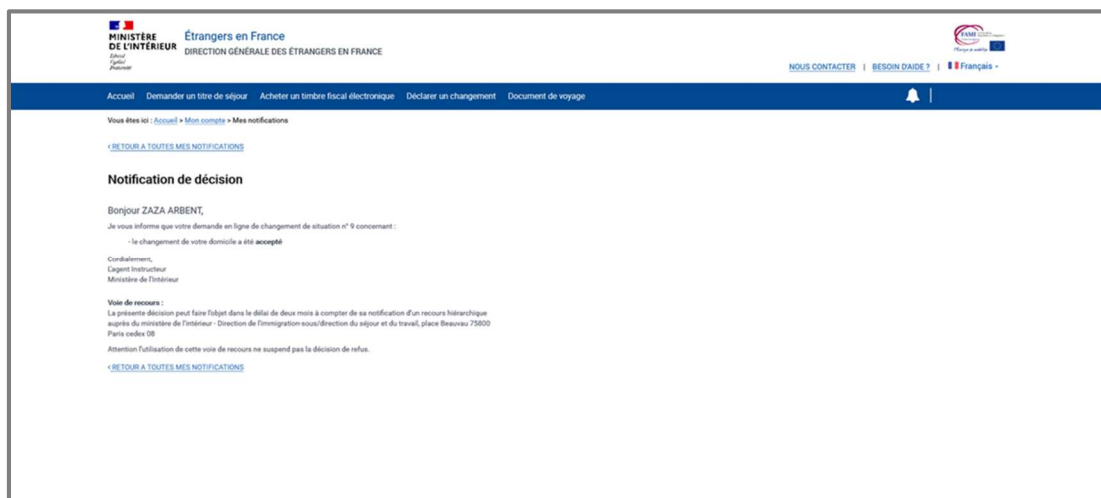 MINISTÈRE
DE L'INTÉRIEUR
Liberté
Égalité
Fraternité
Étrangers en France
DIRECTION GÉNÉRALE DES ÉTRANGERS EN FRANCE
FAMI
NOUS CONTACTER | BESOIN D'AIDE ? | Français
Accueil Demander un titre de séjour Acheter un timbre fiscal électronique Déclarer un changement Document de voyage
Vous êtes ici : Accueil > Mon compte > Mes notifications
< RETOUR A TOUTES MES NOTIFICATIONS
Notification de décision
Bonjour ZAZA ARBENT,
Je vous informe que votre demande en ligne de changement de situation n° 9 concernant :
- le changement de votre domicile a été accepté
Cordialement,
L'agent Instructeur
Ministère de l'Intérieur
Voie de recours :
La présente décision peut faire l'objet dans le délai de deux mois à compter de sa notification d'un recours hiérarchique
auprès du ministère de l'intérieur - Direction de l'immigration-sous/direction du séjour et du travail, place Beauvau 75800
Paris cedex 08
Attention l'utilisation de cette voie de recours ne suspend pas la décision de refus.
< RETOUR A TOUTES MES NOTIFICATIONS